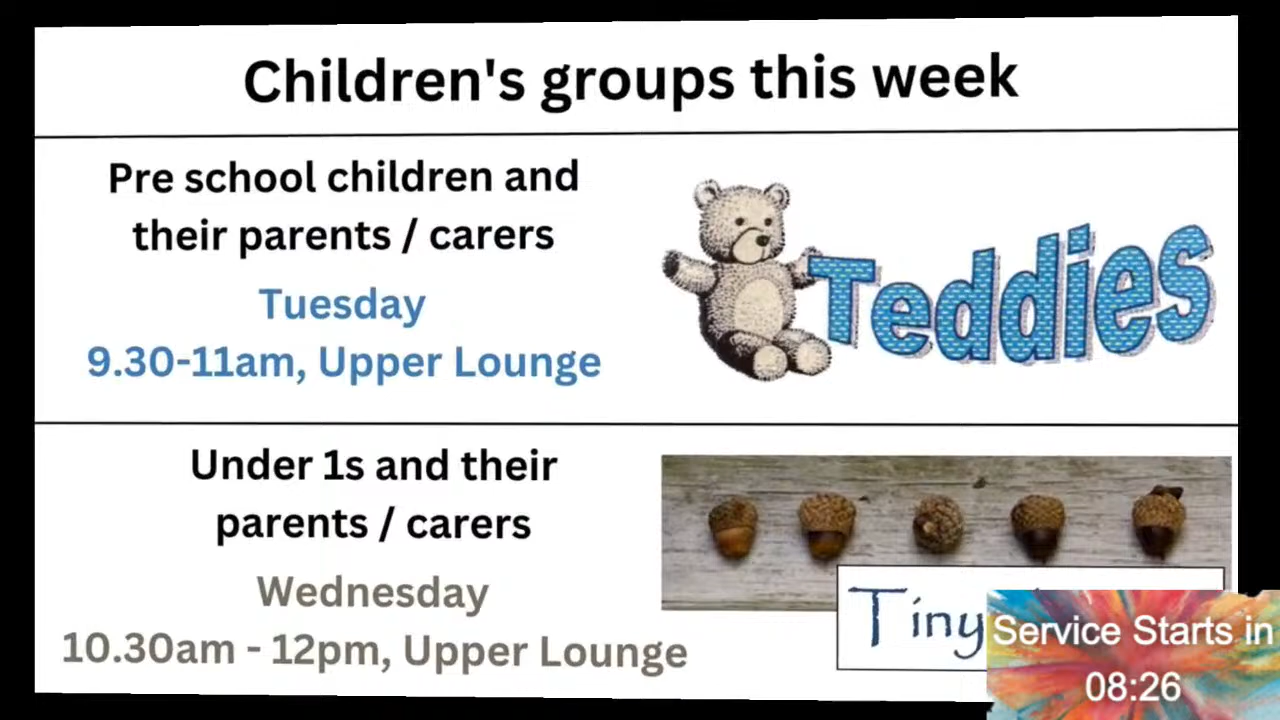 Children's groups this week
Pre school children and
their parents / carers
Tuesday
9.30-11am, Upper Lounge
Teddies
Under 1s and their
parents / carers
Wednesday
10.30am - 12pm, Upper Lounge
Tiny
Service Starts in
08:26